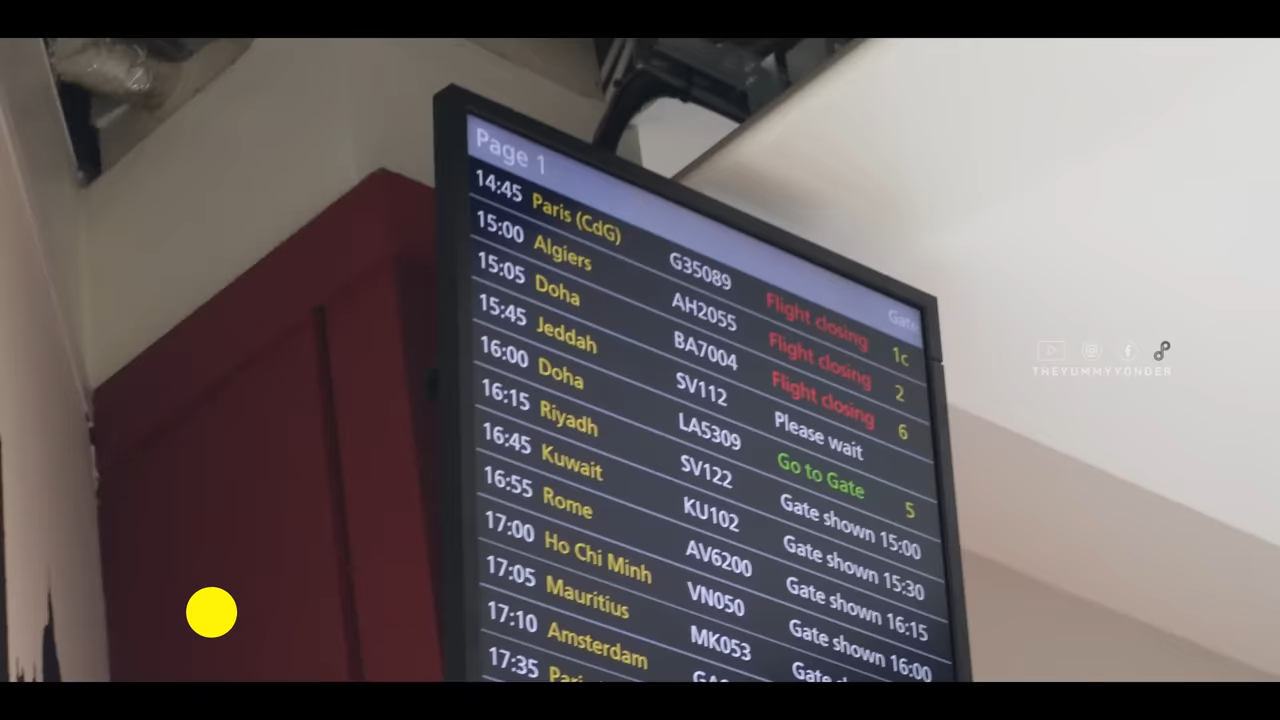 Page 1 Gate
14:45 Paris (CdG) G35089 Flight closing 1c
15:00 Algiers AH2055 Flight closing 2
15:05 Doha BA7004 Flight closing 6
15:45 Jeddah SV112 Please wait
16:00 Doha LA5309 Go to Gate 5
16:15 Riyadh SV122 Gate shown 15:00
16:45 Kuwait KU102 Gate shown 15:30
16:55 Rome AV6200 Gate shown 16:15
17:00 Ho Chi Minh VN050 Gate shown 16:00
17:05 Mauritius MK053 Gate
17:10 Amsterdam
17:35
THEYUMMYYONDER